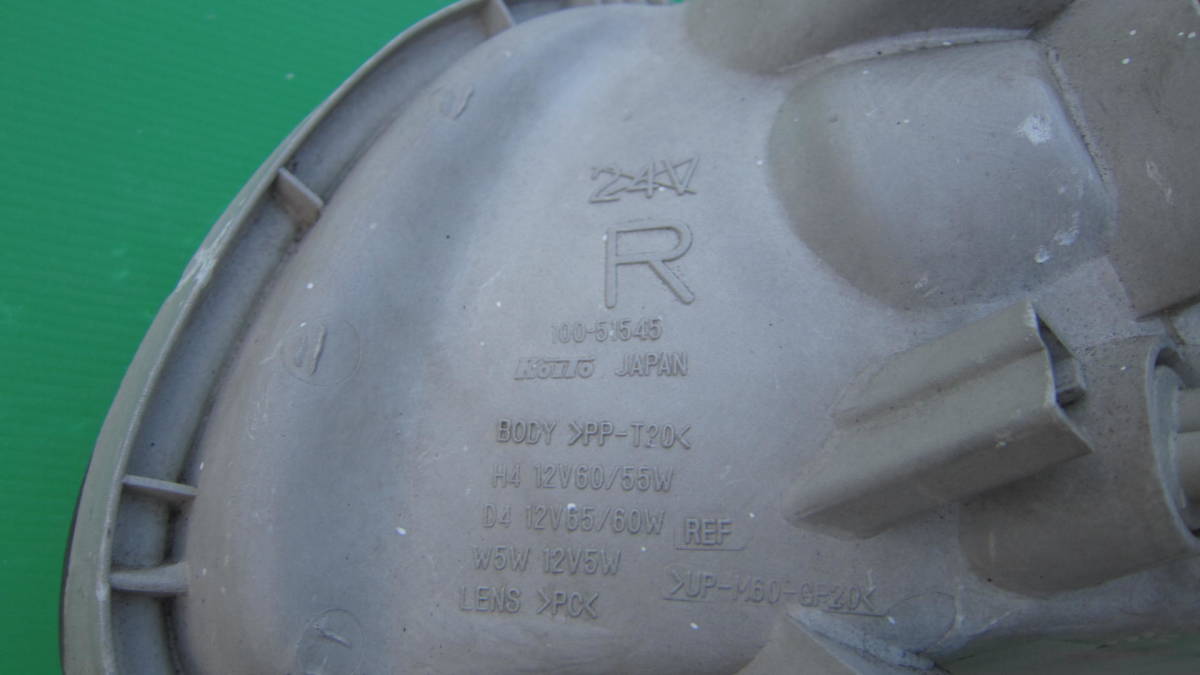 24V
R
100-51545
KOITO JAPAN
BODY >PP-T20<
H4 12V60/55W
D4 12V65/60W REF
W5W 12V5W
LENS >PC< >UP-M60-GF20<